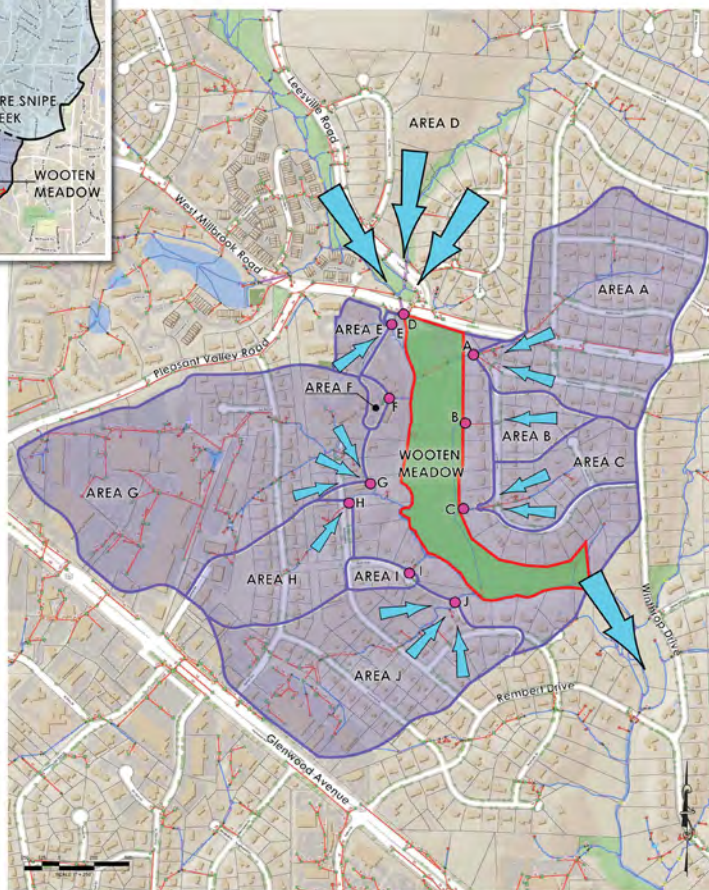 RE SNIPE
EEK
WOOTEN
MEADOW
Leesville Road
AREA D
West Millbrook Road
AREA A
D
AREA E
E
A
Pleasant Valley Road
AREA F
F
B
AREA B
WOOTEN
MEADOW
AREA C
AREA G
G
C
H
AREA H
AREA I
I
J
Winthrop Drive
AREA J
Rembert Drive
Glenwood Avenue